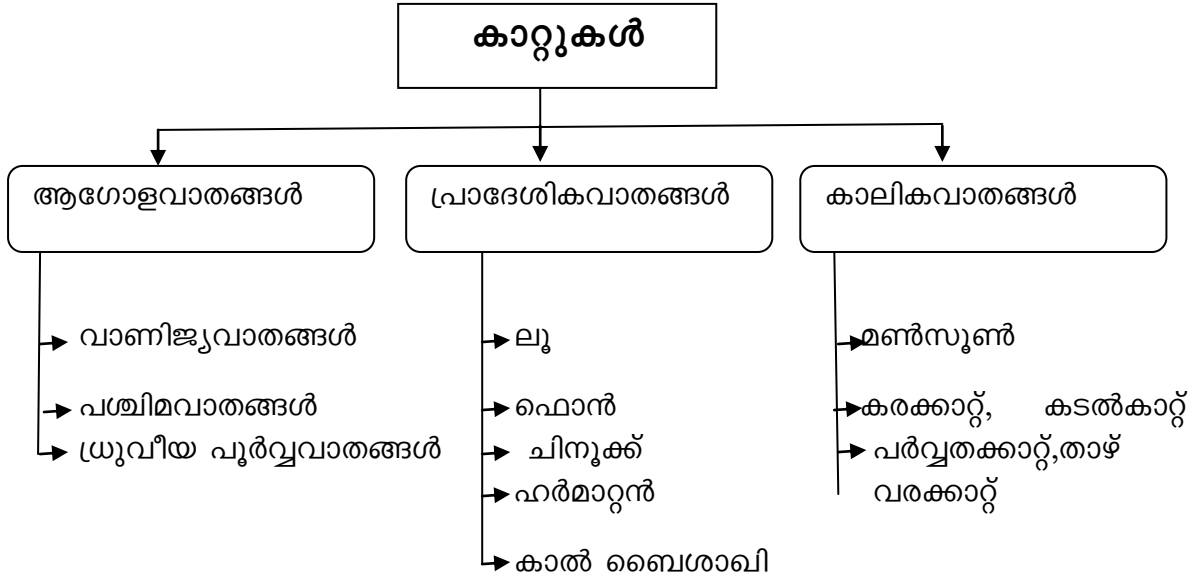 കാറ്റുകൾ
ആഗോളവാതങ്ങൾ
വാണിജ്യവാതങ്ങൾ
പശ്ചിമവാതങ്ങൾ
ധ്രുവീയ പൂർവ്വവാതങ്ങൾ
പ്രാദേശികവാതങ്ങൾ
ലൂ
ഫൊൻ
ചിനൂക്ക്
ഹർമാറ്റൻ
കാൽ ബൈശാഖി
കാലികവാതങ്ങൾ
മൺസൂൺ
കരക്കാറ്റ്, കടൽകാറ്റ്
പർവ്വതക്കാറ്റ്,താഴ്
വരക്കാറ്റ്